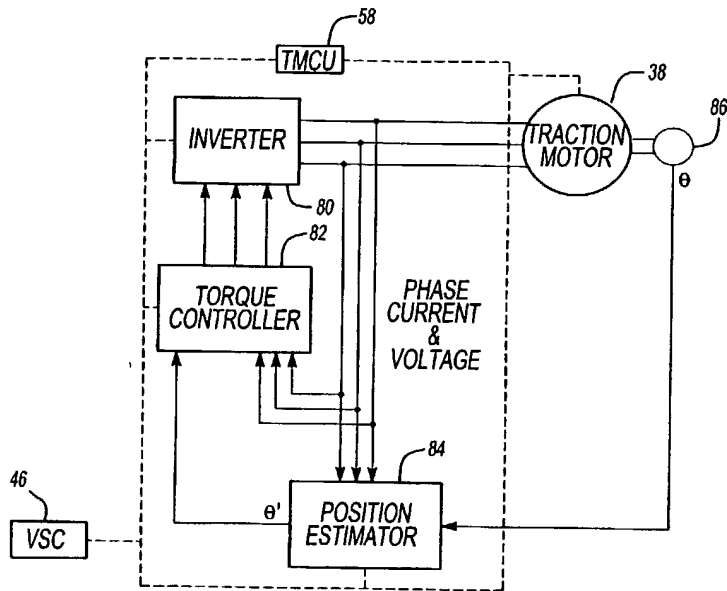 58
TMCU
38
86
INVERTER
TRACTION
MOTOR
θ
80
82
TORQUE
CONTROLLER
PHASE
CURRENT
&
VOLTAGE
84
46
θ'
POSITION
ESTIMATOR
VSC